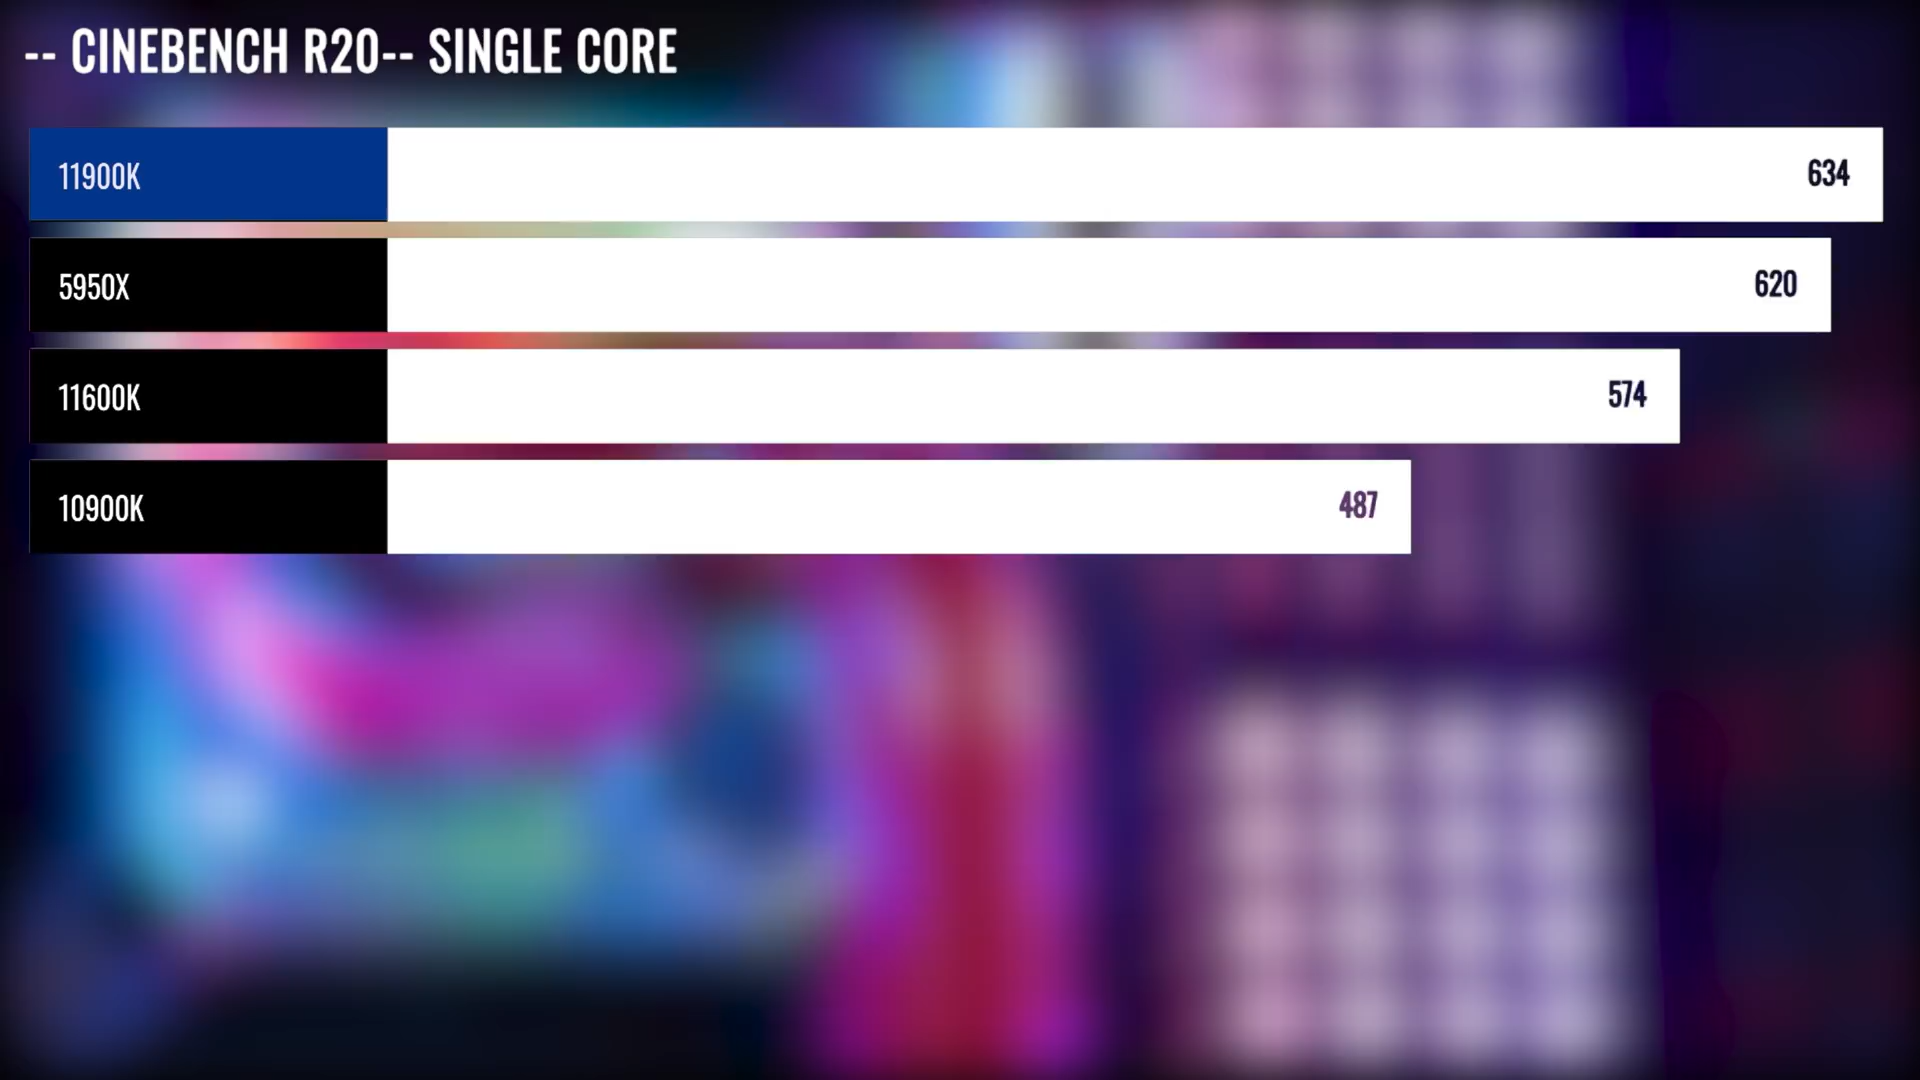 -- CINEBENCH R20-- SINGLE CORE
11900K 634
5950X 620
11600K 574
10900K 487